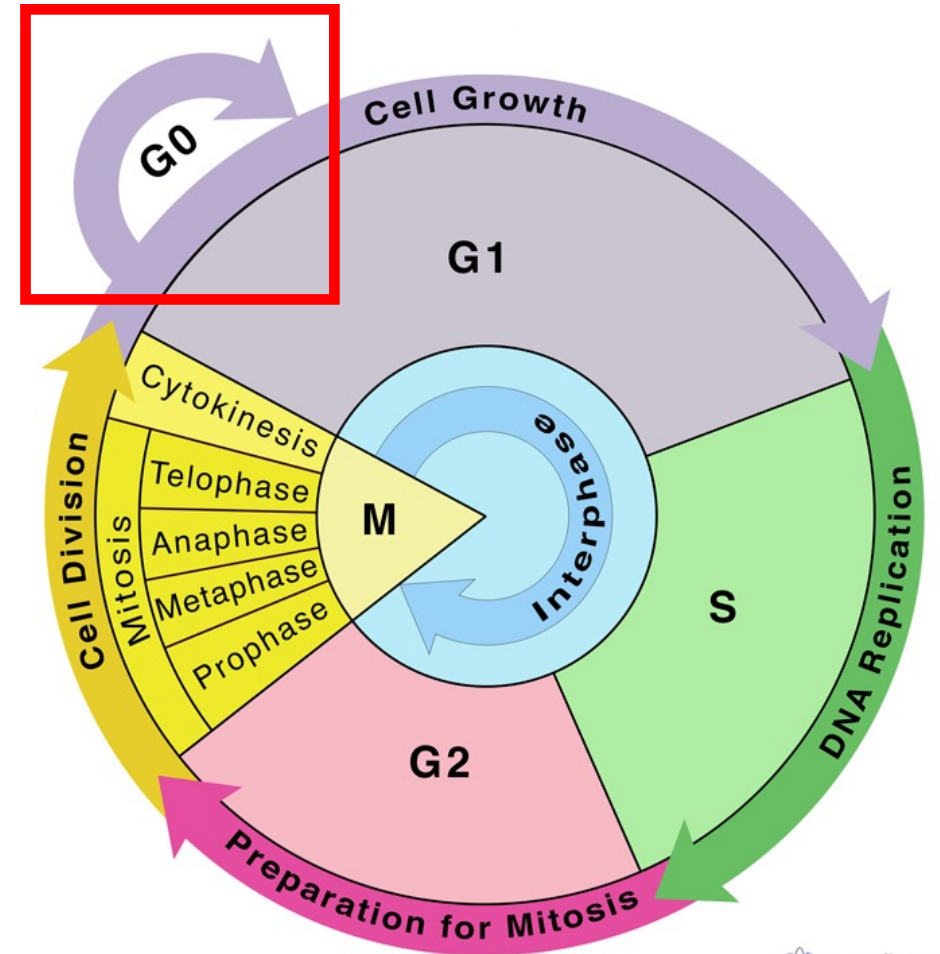 G0
Cell Growth
G1
Interphase
Cytokinesis
Telophase
Anaphase
Metaphase
Prophase
Mitosis
Cell Division
M
S
DNA Replication
G2
Preparation for Mitosis